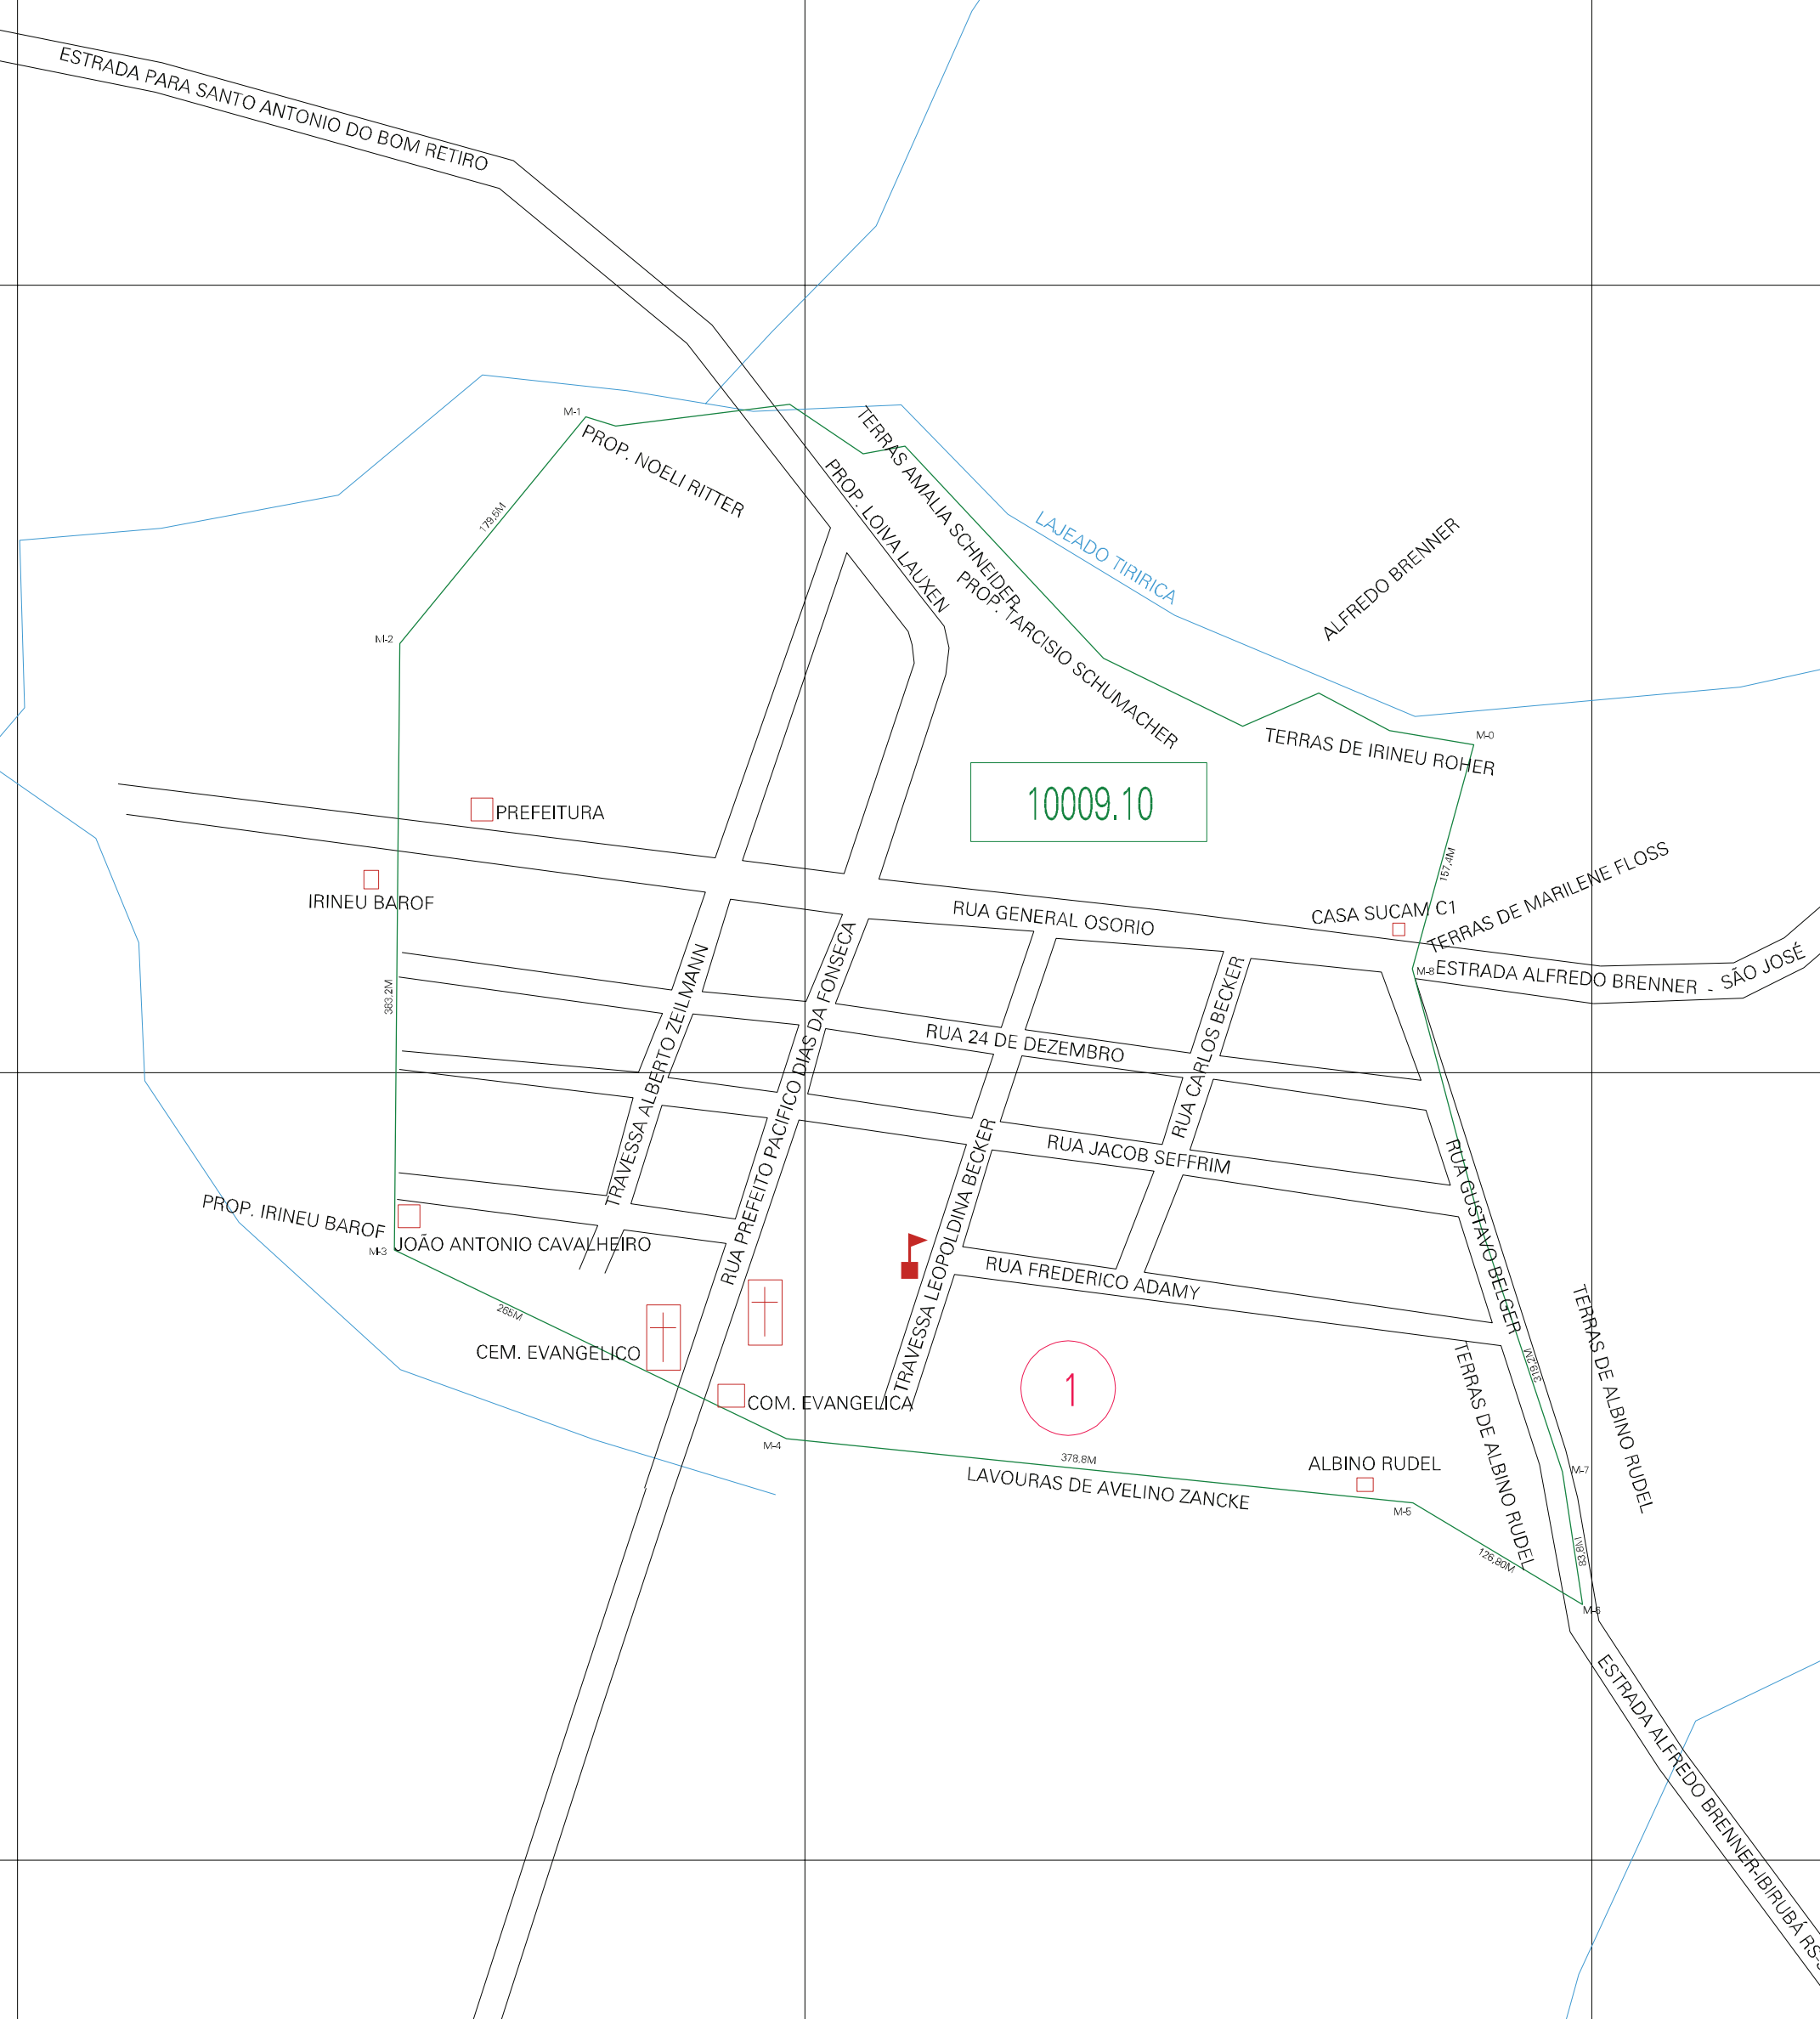 ESTRADA PARA SANTO ANTONIO DO BOM RETIRO
M-1
PROP. NOELI RITTER
TERRAS AMALIA SCHNEIDER
PROP. LOIVA LAUXEN
179,5M
LAJEADO TIRIRICA
ALFREDO BRENNER
PROP. TARCISIO SCHUMACHER
M-2
TERRAS DE IRINEU ROHER
M-0
10009.10
PREFEITURA
157,4M
TERRAS DE MARILENE FLOSS
IRINEU BAROF
RUA GENERAL OSORIO
CASA SUCAM C1
M-8
ESTRADA ALFREDO BRENNER - SÃO JOSÉ
383,2M
TRAVESSA ALBERTO ZEILMANN
RUA PREFEITO PACIFICO DIAS DA FONSECA
RUA 24 DE DEZEMBRO
RUA CARLOS BECKER
RUA JACOB SEFFRIM
TRAVESSA LEOPOLDINA BECKER
RUA GUSTAVO BELGER
PROP. IRINEU BAROF
M-3
JOÃO ANTONIO CAVALHEIRO
RUA FREDERICO ADAMY
265M
CEM. EVANGELICO
COM. EVANGELICA
1
319,2M
TERRAS DE ALBINO RUDEL
TERRAS DE ALBINO RUDEL
M-4
378,8M
LAVOURAS DE AVELINO ZANCKE
ALBINO RUDEL
M-5
M-7
126,80M
83,8M
M-6
ESTRADA ALFREDO BRENNER-IBIRUBÁ RS-